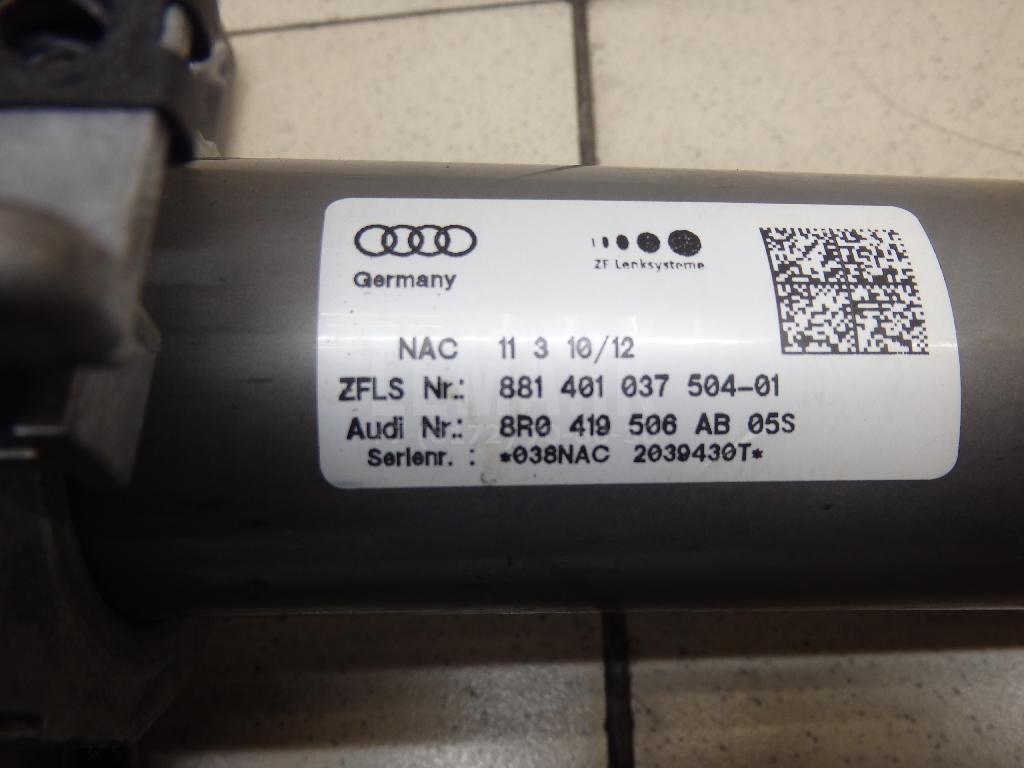 Germany
ZF Lenksysteme
NAC 11 3 10/12
ZFLS Nr.: 881 401 037 504-01
Audi Nr.: 8R0 419 506 AB 05S
Serienr. : *038NAC 2039430T*